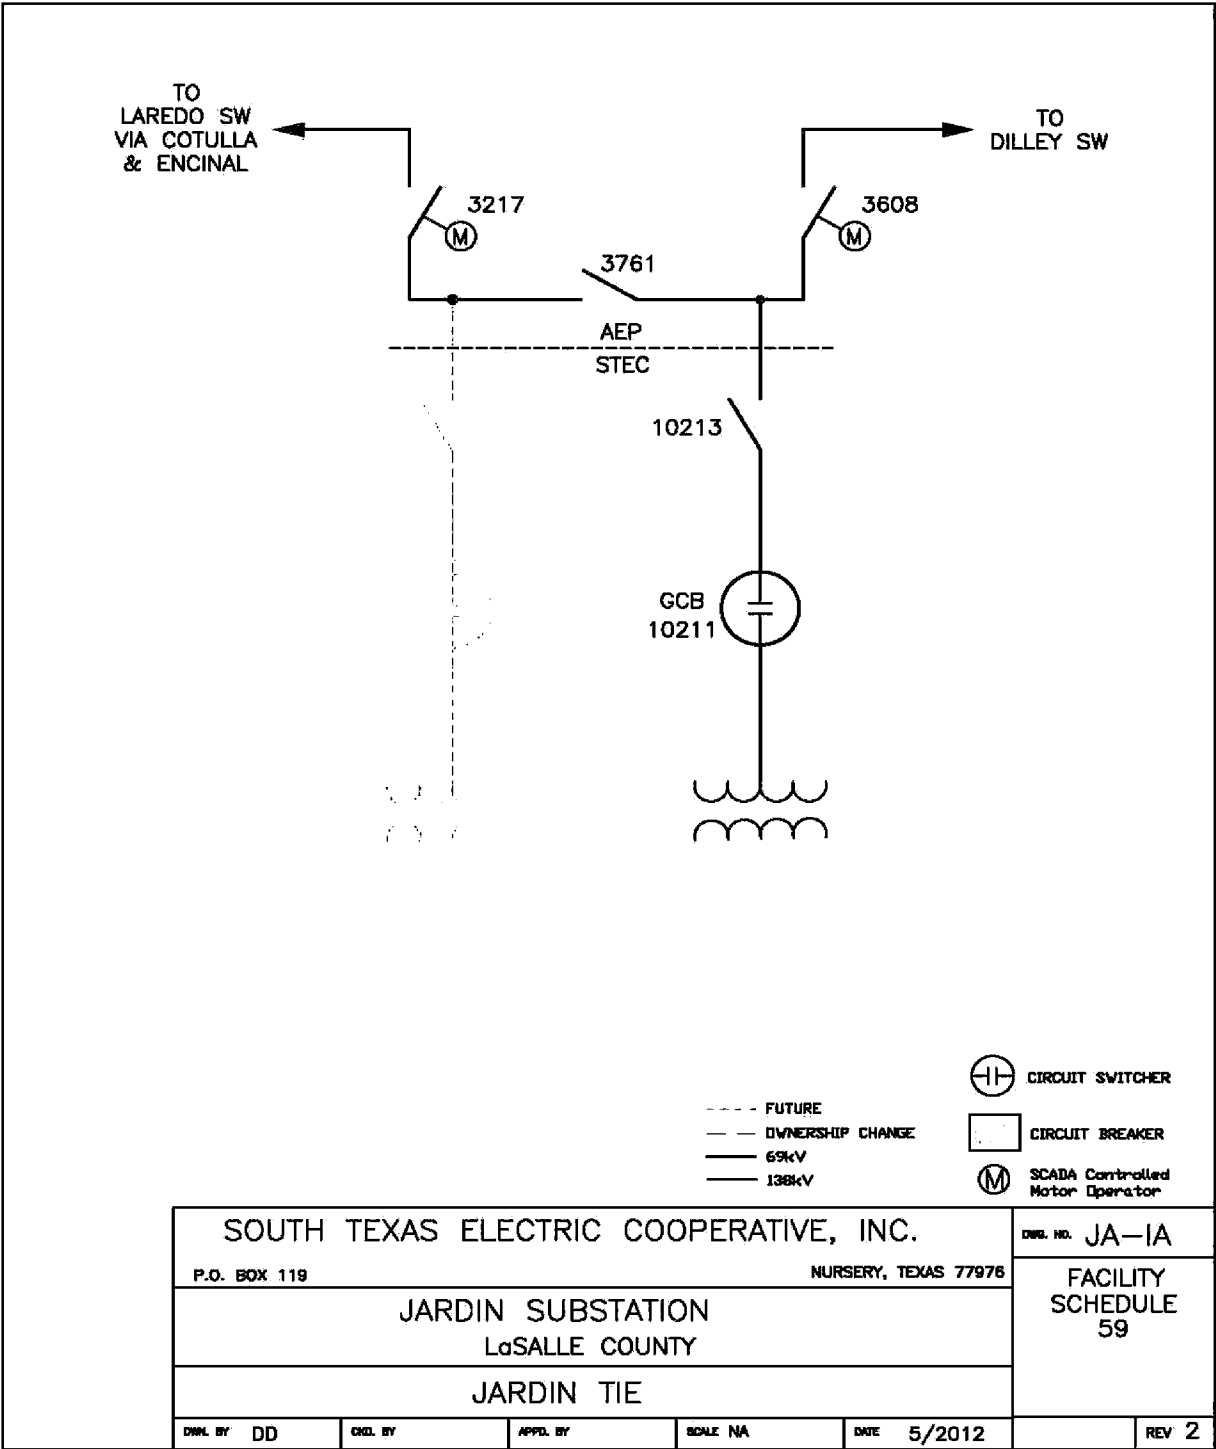 TO
LAREDO SW
VIA COTULLA
& ENCINAL
TO
DILLEY SW
3217
M
3608
M
3761
AEP
STEC
10213
GCB
10211
CIRCUIT SWITCHER
FUTURE
OWNERSHIP CHANGE
69kV
138kV
CIRCUIT BREAKER
M
SCADA Controlled
Motor Operator
SOUTH TEXAS ELECTRIC COOPERATIVE, INC.
P.O. BOX 119
NURSERY, TEXAS 77976
DWG. NO. JA-IA
JARDIN SUBSTATION
LaSALLE COUNTY
FACILITY
SCHEDULE
59
JARDIN TIE
DWN. BY DD
CKD. BY
APPD. BY
SCALE NA
DATE 5/2012
REV 2